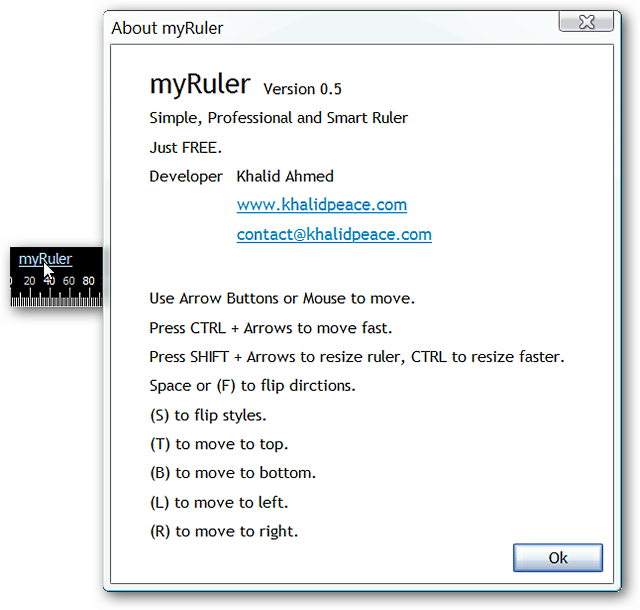 About myRuler
myRuler Version 0.5
Simple, Professional and Smart Ruler
Just FREE.
Developer Khalid Ahmed
www.khalidpeace.com
contact@khalidpeace.com
myRuler
0 20 40 60 80
Use Arrow Buttons or Mouse to move.
Press CTRL + Arrows to move fast.
Press SHIFT + Arrows to resize ruler, CTRL to resize faster.
Space or (F) to flip dirctions.
(S) to flip styles.
(T) to move to top.
(B) to move to bottom.
(L) to move to left.
(R) to move to right.
Ok